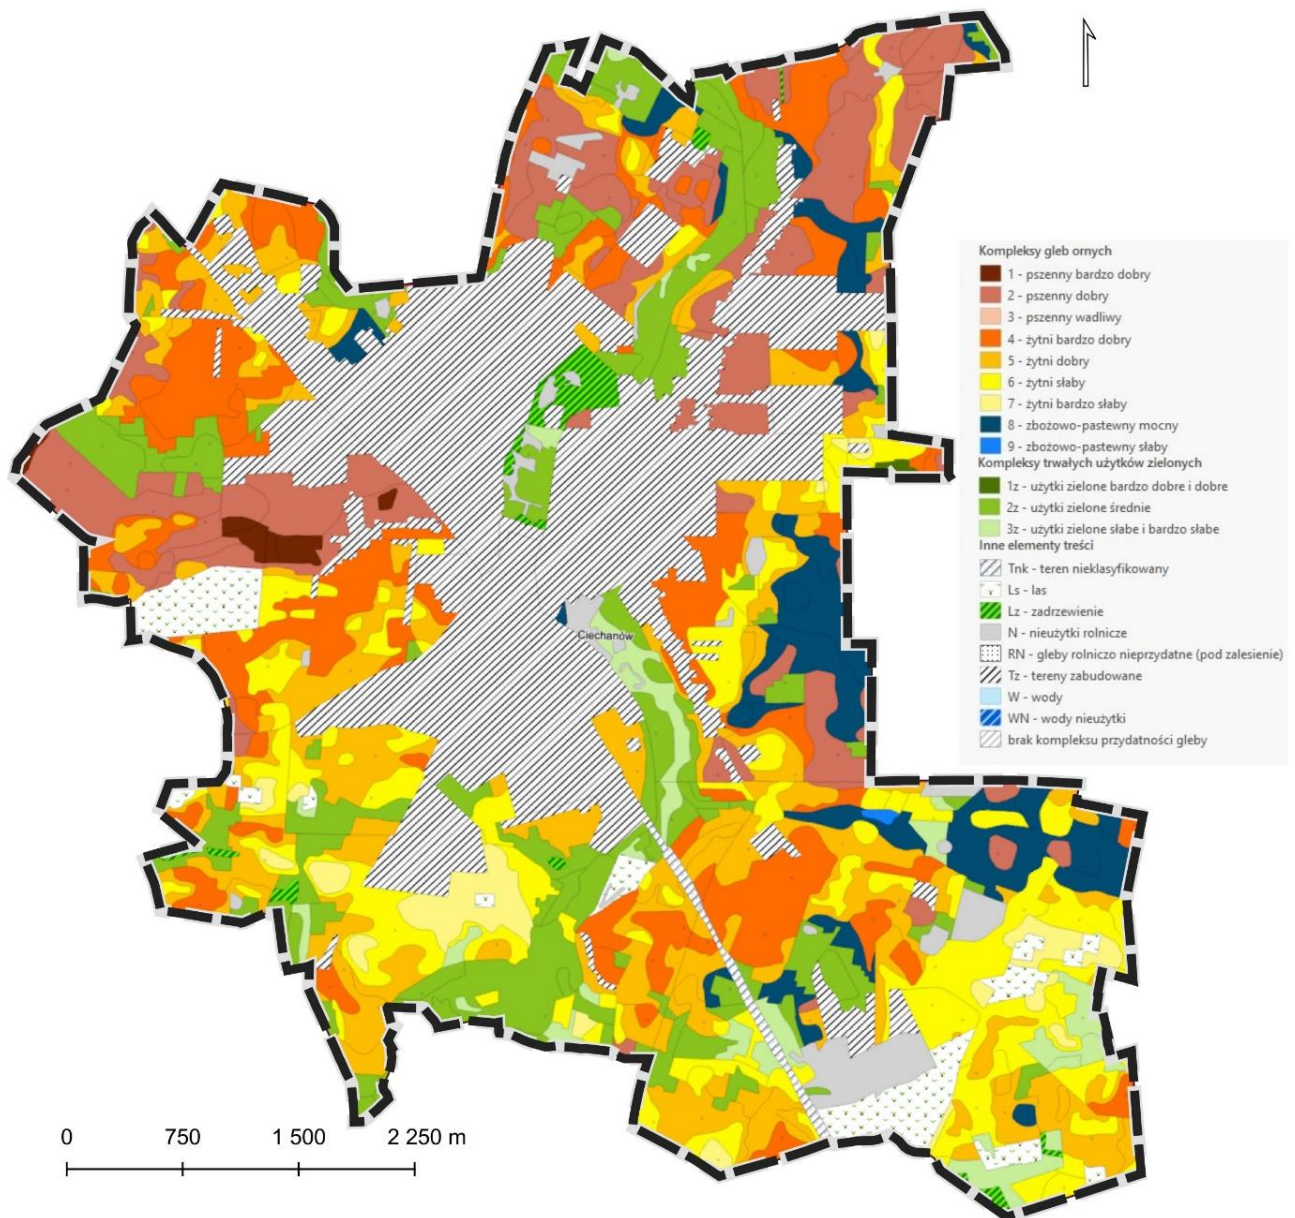 Kompleksy gleb ornych
1 - pszenny bardzo dobry
2 - pszenny dobry
3 - pszenny wadliwy
4 - żytni bardzo dobry
5 - żytni dobry
6 - żytni słaby
7 - żytni bardzo słaby
8 - zbożowo-pastewny mocny
9 - zbożowo-pastewny słaby
Kompleksy trwałych użytków zielonych
1z - użytki zielone bardzo dobre i dobre
2z - użytki zielone średnie
3z - użytki zielone słabe i bardzo słabe
Inne elementy treści
Tnk - teren nieklasyfikowany
Ls - las
Lz - zadrzewienie
N - nieużytki rolnicze
RN - gleby rolniczo nieprzydatne (pod zalesienie)
Tz - tereny zabudowane
W - wody
WN - wody nieużytki
brak kompleksu przydatności gleby
Ciechanów
0 750 1 500 2 250 m